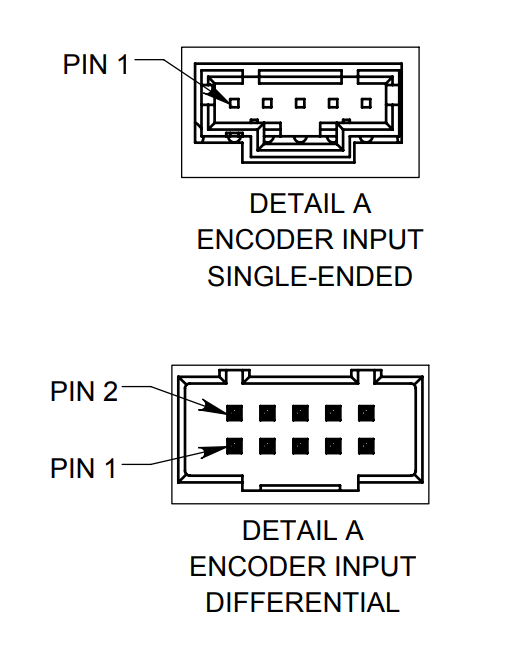 PIN 1
DETAIL A
ENCODER INPUT
SINGLE-ENDED
PIN 2
PIN 1
DETAIL A
ENCODER INPUT
DIFFERENTIAL